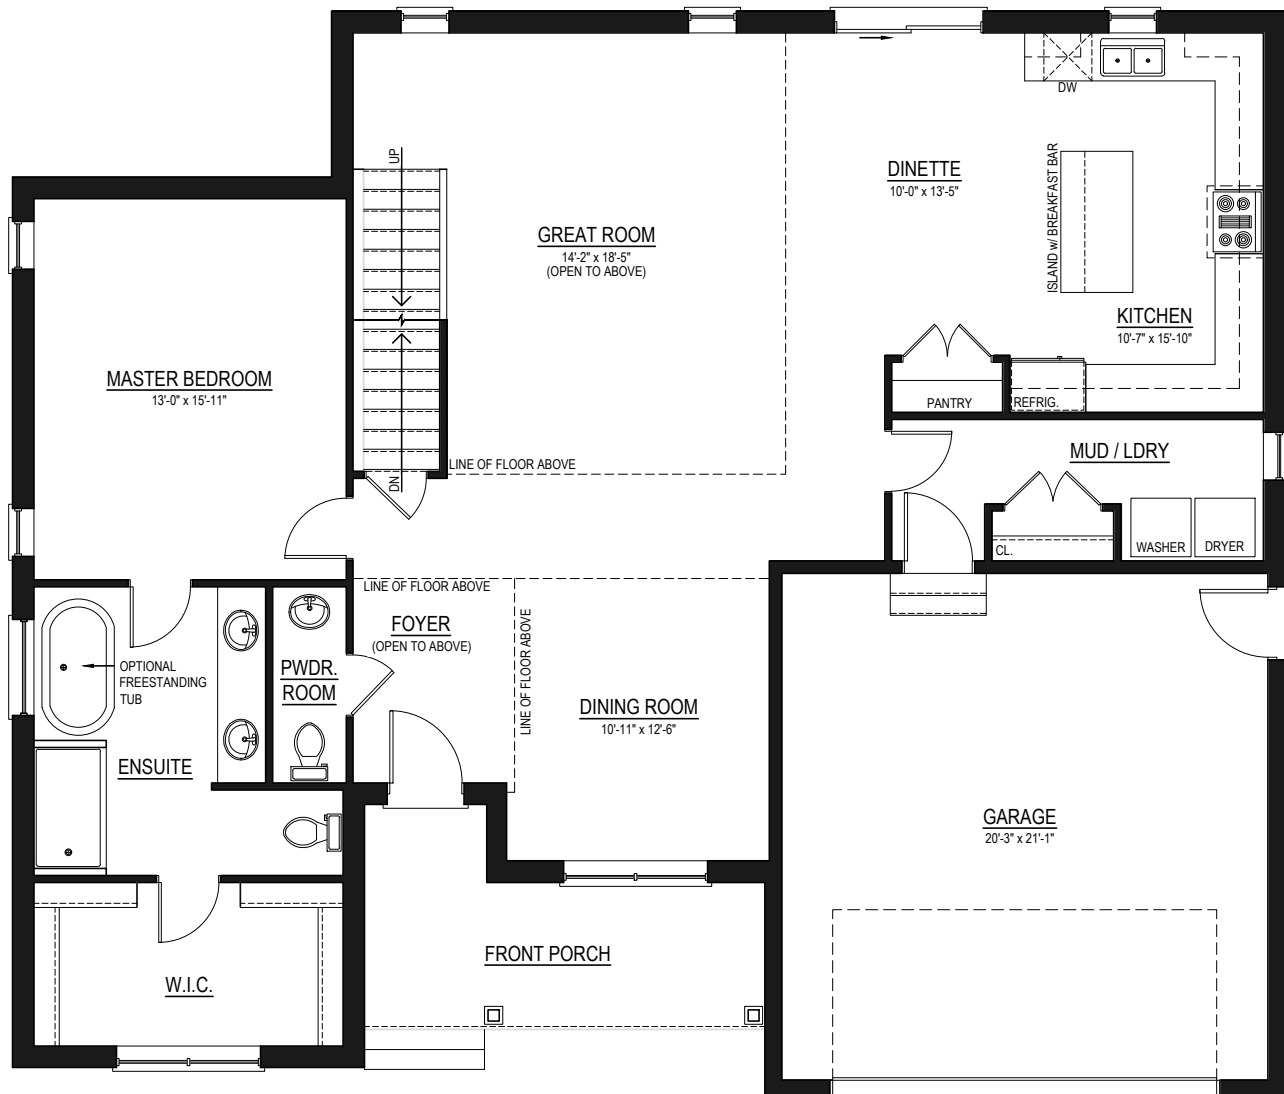 UP
DINETTE
10'-0" x 13'-5"
DW
ISLAND w/ BREAKFAST BAR
GREAT ROOM
14'-2" x 18'-5"
(OPEN TO ABOVE)
KITCHEN
10'-7" x 15'-10"
MASTER BEDROOM
13'-0" x 15'-11"
PANTRY
REFRIG.
MUD / LDRY
LINE OF FLOOR ABOVE
DN
CL.
WASHER
DRYER
LINE OF FLOOR ABOVE
FOYER
(OPEN TO ABOVE)
LINE OF FLOOR ABOVE
OPTIONAL
FREESTANDING
TUB
PWDR.
ROOM
DINING ROOM
10'-11" x 12'-6"
ENSUITE
GARAGE
20'-3" x 21'-1"
FRONT PORCH
W.I.C.